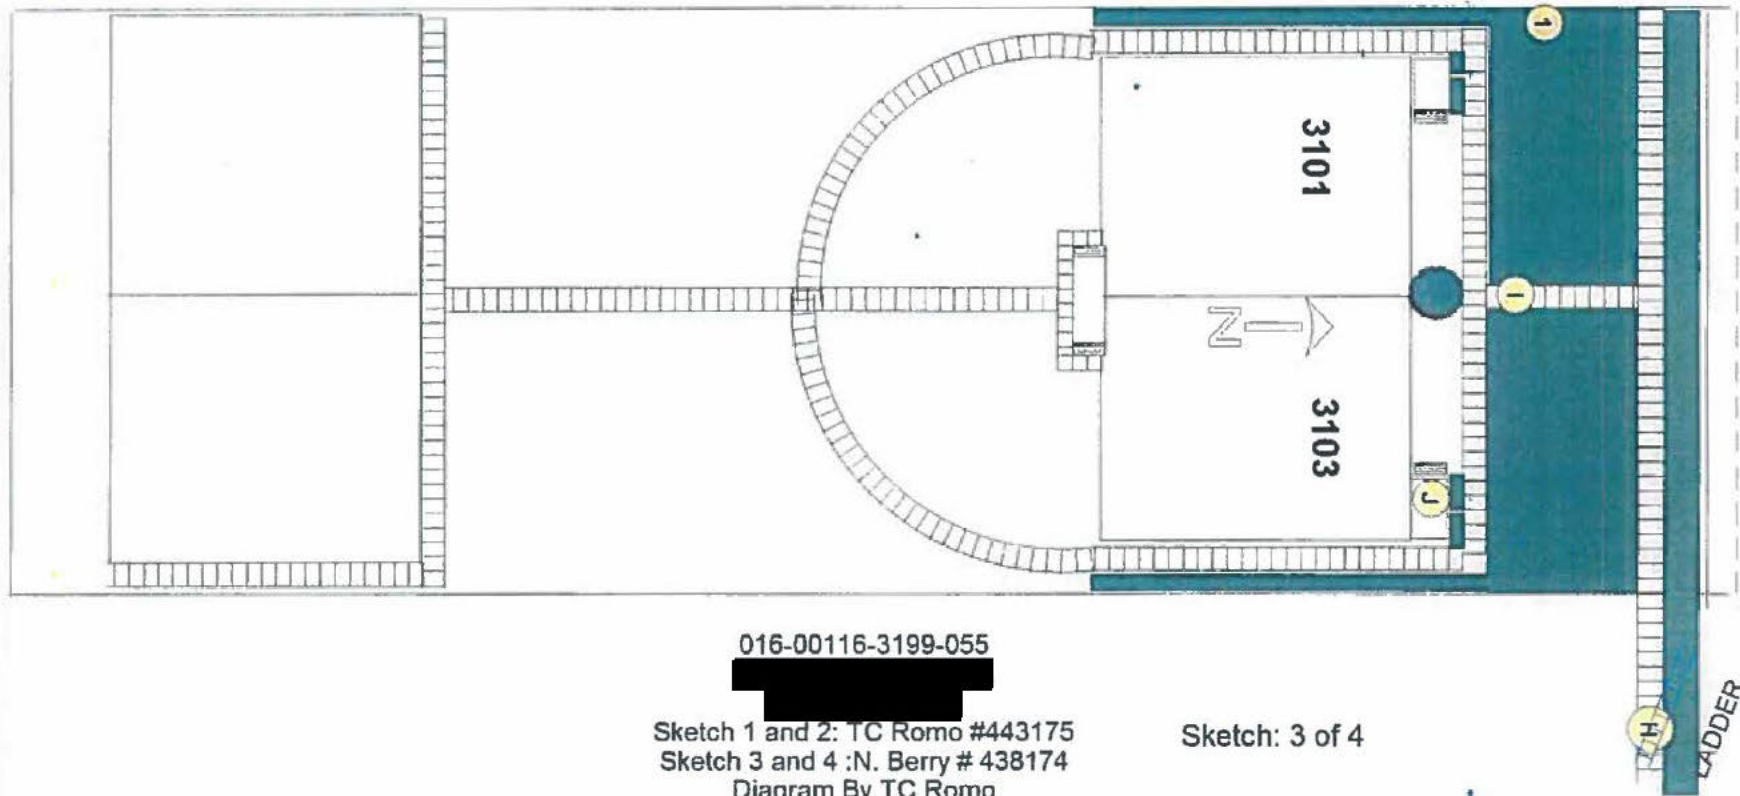 1
3101
I
N
3103
J
016-00116-3199-055
Sketch 1 and 2: TC Romo #443175
Sketch 3 and 4 :N. Berry # 438174
Diagram By TC Romo
Sketch: 3 of 4
H
LADDER